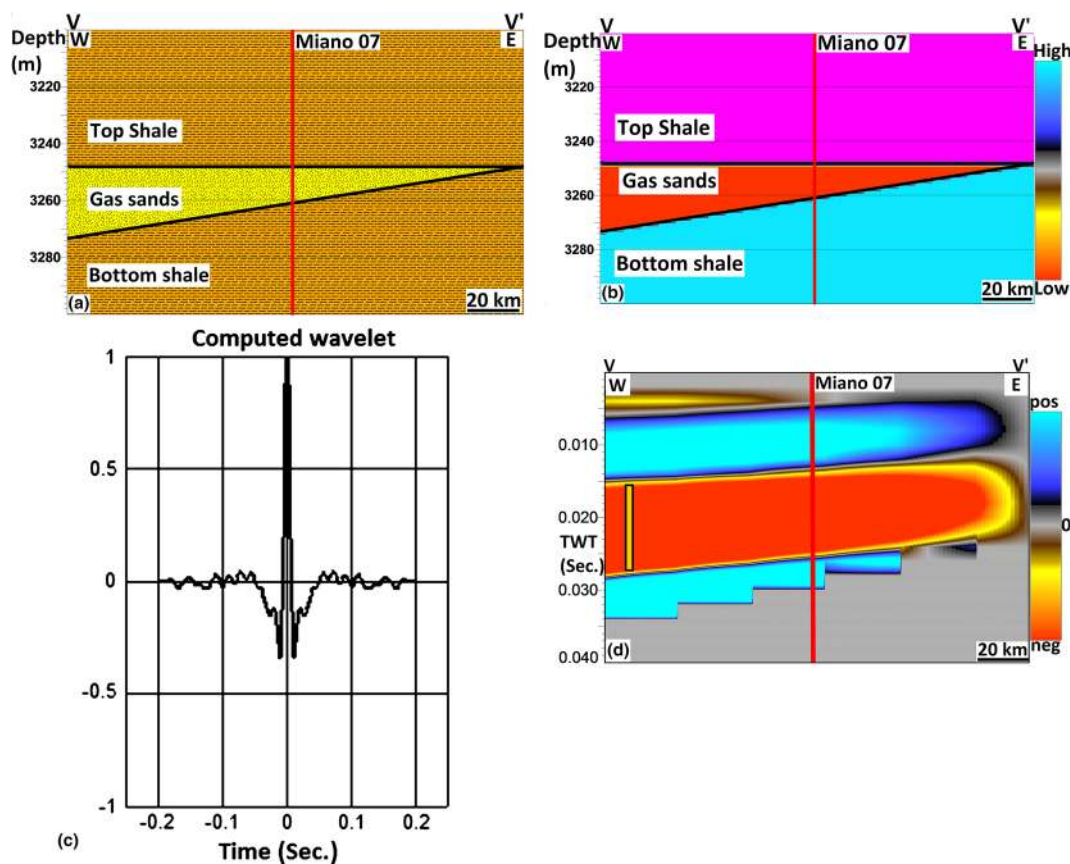 V V'
Depth W Miano 07 E
(m)
3220
3240
Top Shale
3260
Gas sands
3280
Bottom shale
(a) 20 km
V V'
Depth W Miano 07 E High
(m)
3220
3240
Top Shale
3260
Gas sands
3280
Bottom shale
(b) 20 km Low
Computed wavelet
1
0.5
0
-0.5
-1
-0.2 -0.1 0 0.1 0.2
(c) Time (Sec.)
V V'
W Miano 07 E
pos
0.010
0.020
0
TWT
(Sec.)
0.030
0.040
(d) 20 km
neg